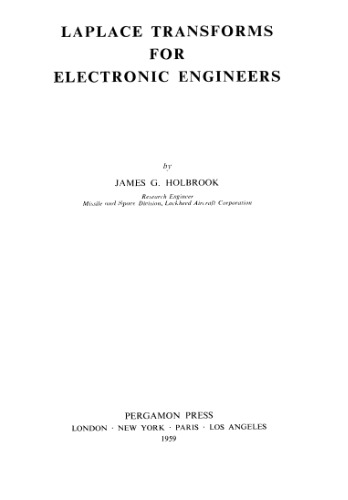 LAPLACE TRANSFORMS
FOR
ELECTRONIC ENGINEERS
by
JAMES G. HOLBROOK
Research Engineer
Missile and Space Division, Lockheed Aircraft Corporation
PERGAMON PRESS
LONDON · NEW YORK · PARIS · LOS ANGELES
1959